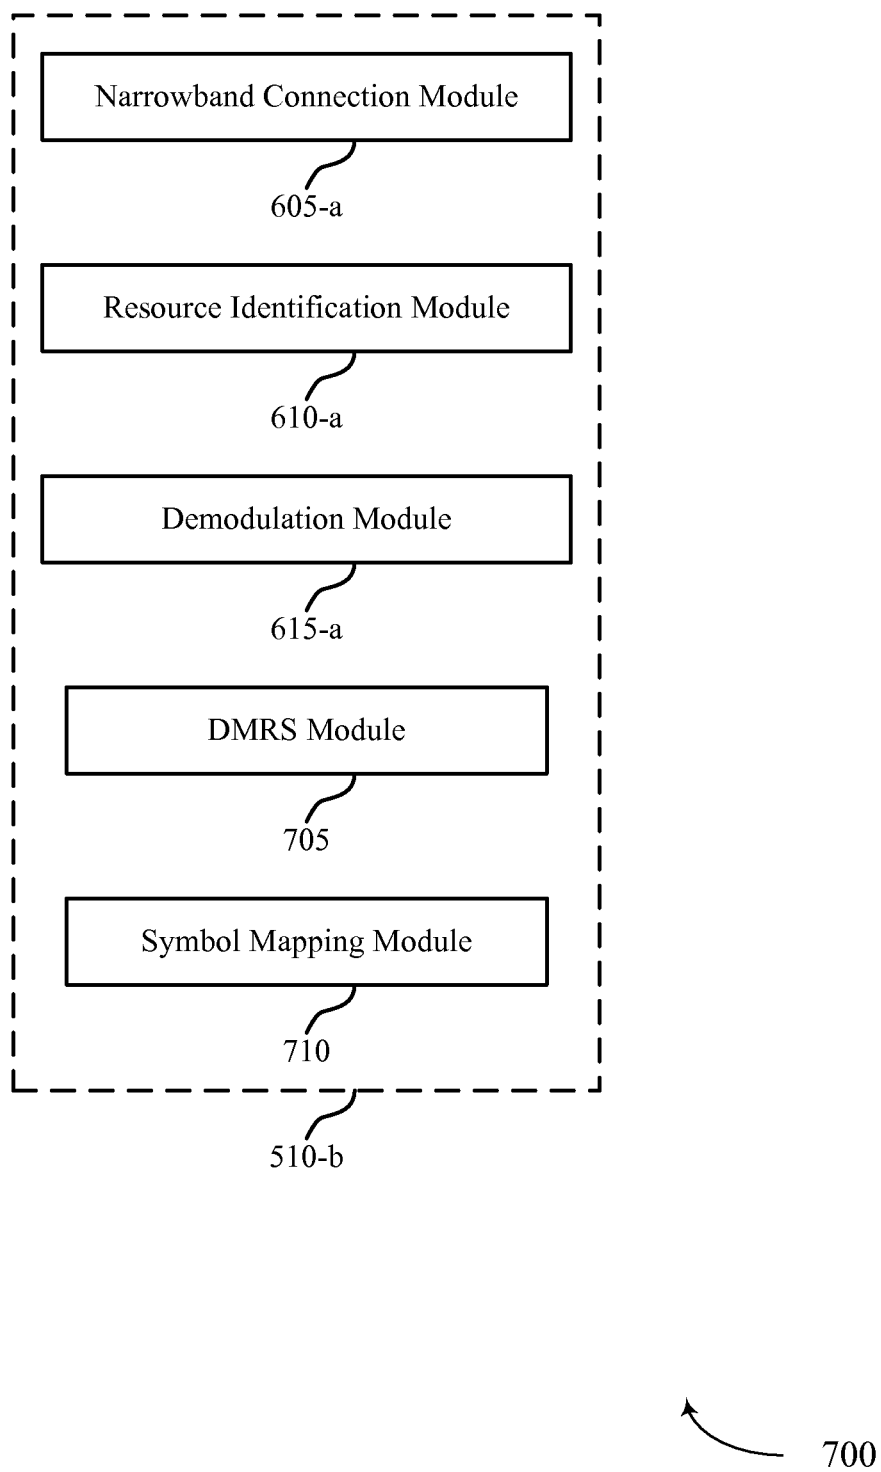 Narrowband Connection Module
605-a
Resource Identification Module
610-a
Demodulation Module
615-a
DMRS Module
705
Symbol Mapping Module
710
510-b
700